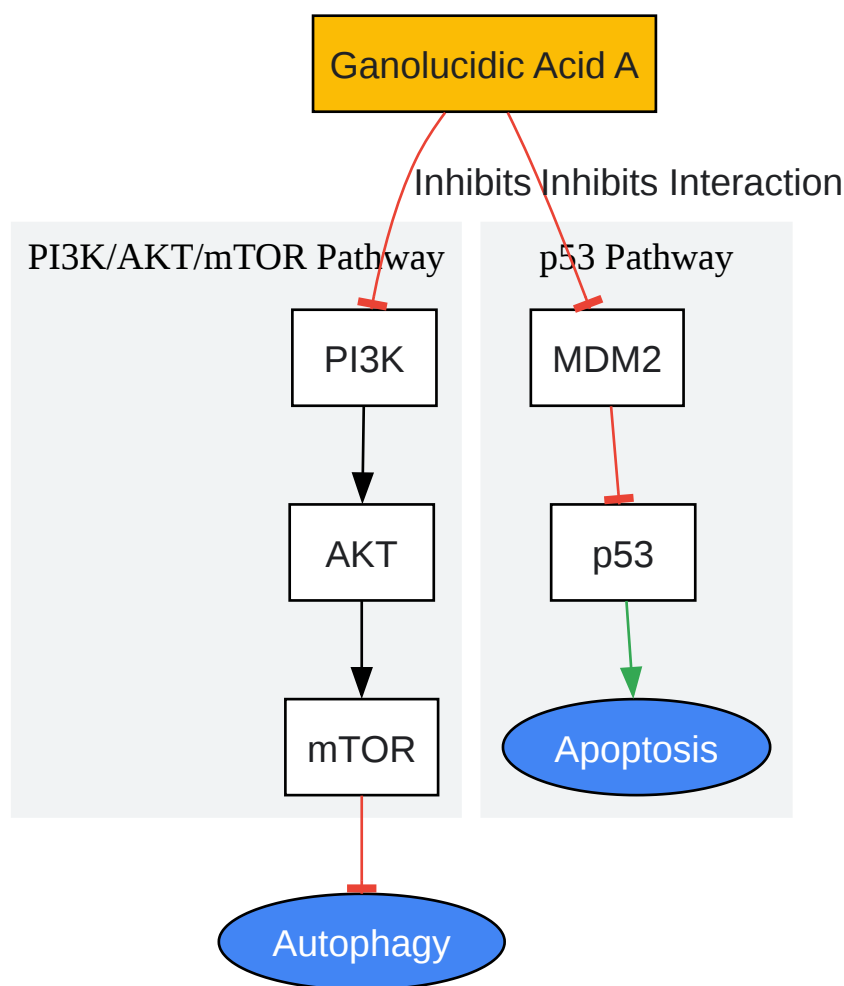 Ganolucidic Acid A
Inhibits
Inhibits Interaction
PI3K/AKT/mTOR Pathway
p53 Pathway
PI3K
MDM2
AKT
p53
mTOR
Apoptosis
Autophagy